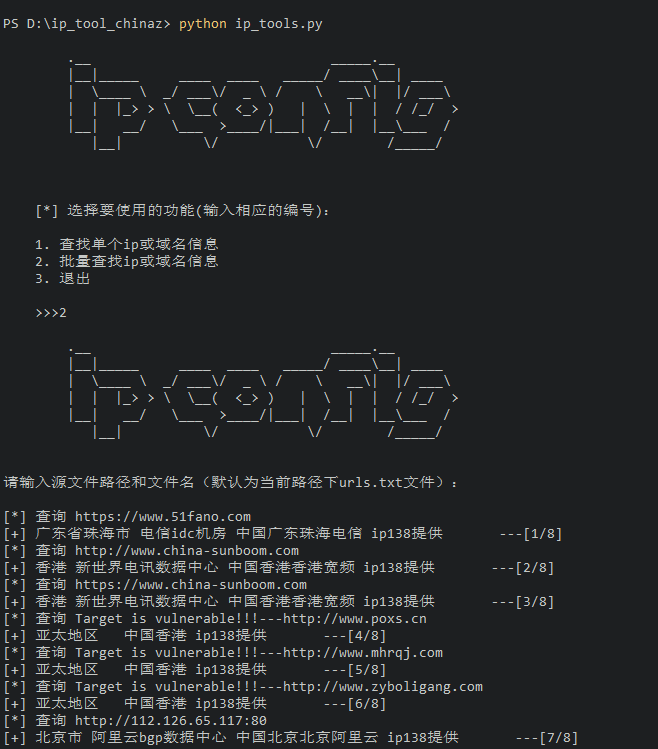 PS D:\ip_tool_chinaz> python ip_tools.py
ip config
[*] 选择要使用的功能(输入相应的编号):
1. 查找单个ip或域名信息
2. 批量查找ip或域名信息
3. 退出
>>>2
ip config
请输入源文件路径和文件名（默认为当前路径下urls.txt文件）:
[*] 查询 https://www.51fano.com
[+] 广东省珠海市 电信idc机房 中国广东珠海电信 ip138提供 ---[1/8]
[*] 查询 http://www.china-sunboom.com
[+] 香港 新世界电讯数据中心 中国香港香港宽频 ip138提供 ---[2/8]
[*] 查询 https://www.china-sunboom.com
[+] 香港 新世界电讯数据中心 中国香港香港宽频 ip138提供 ---[3/8]
[*] 查询 Target is vulnerable!!!---http://www.poxs.cn
[+] 亚太地区 中国香港 ip138提供 ---[4/8]
[*] 查询 Target is vulnerable!!!---http://www.mhrqj.com
[+] 亚太地区 中国香港 ip138提供 ---[5/8]
[*] 查询 Target is vulnerable!!!---http://www.zyboligang.com
[+] 亚太地区 中国香港 ip138提供 ---[6/8]
[*] 查询 http://112.126.65.117:80
[+] 北京市 阿里云bgp数据中心 中国北京北京阿里云 ip138提供 ---[7/8]